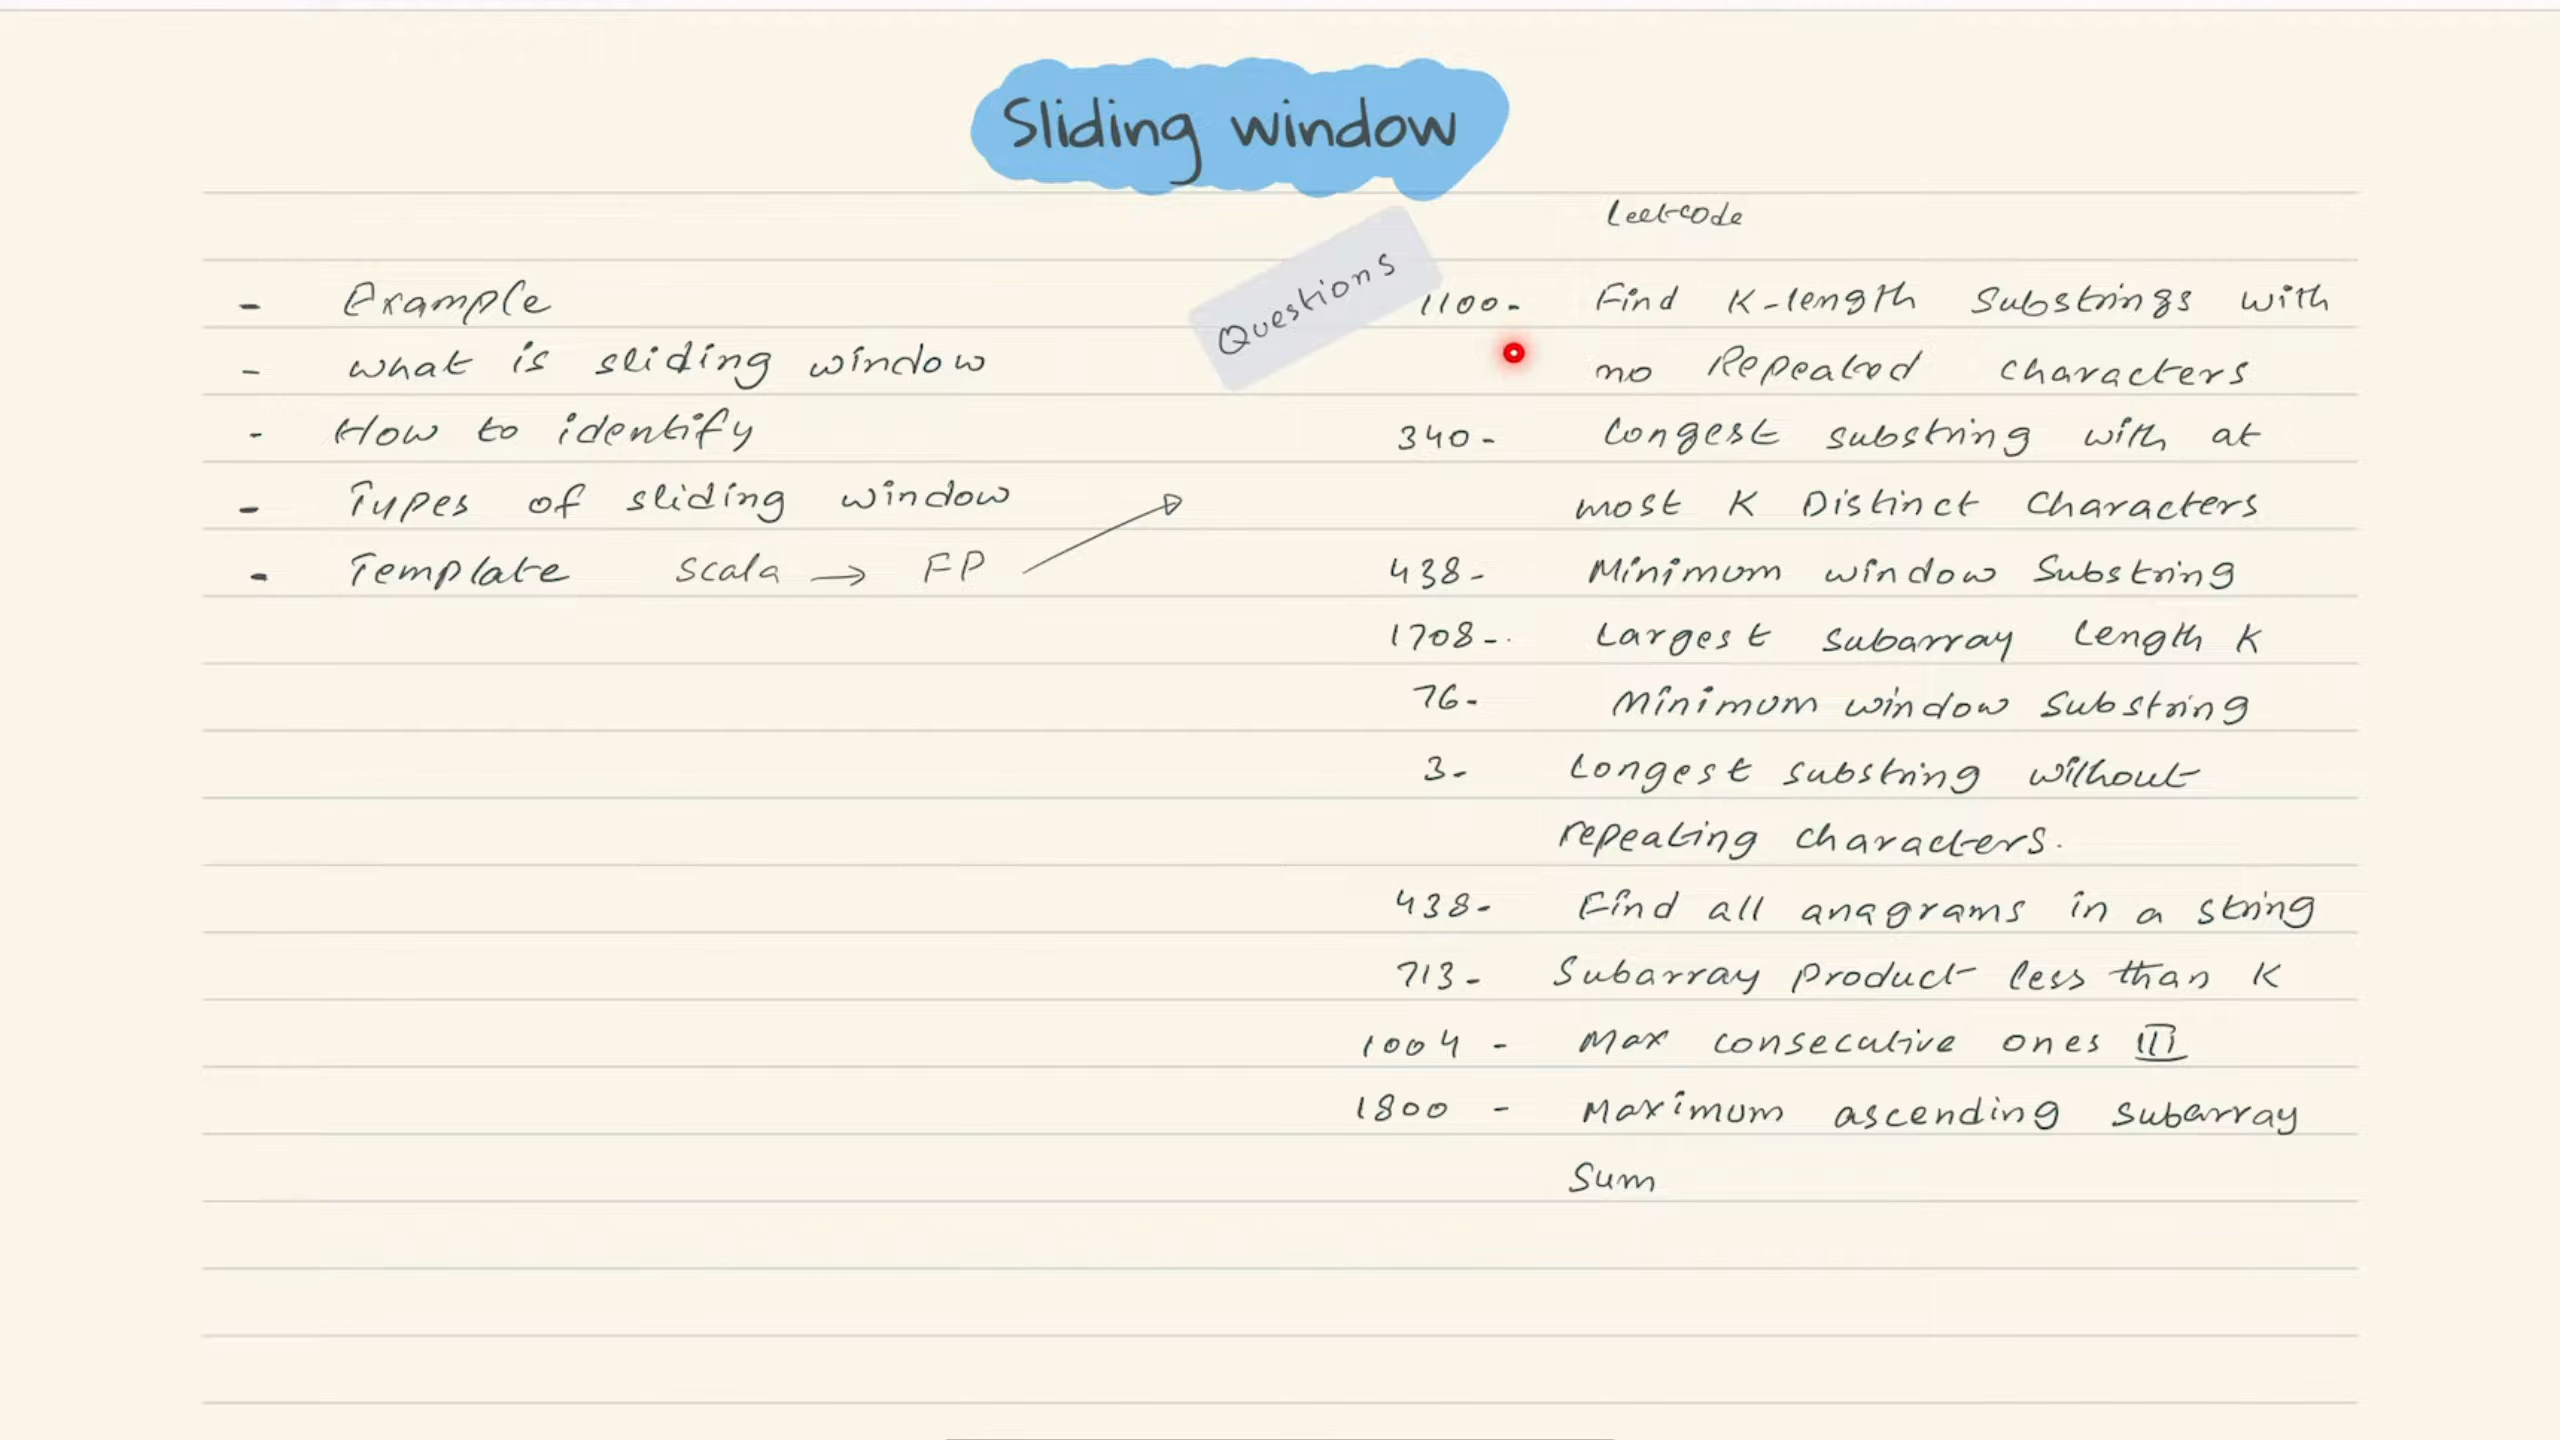 Sliding window
- Example
- what is sliding window
- How to identify
- Types of sliding window
- Template scala → FP
Questions
Leetcode
1100- Find K-length Substrings with
no Repeated characters
340- Longest substring with at
most K Distinct Characters
438- Minimum window Substring
1708- Largest subarray Length K
76- Minimum window Substring
3- Longest substring without
repeating characters.
438- Find all anagrams in a string
713- Subarray product less than K
1004 - Max consecutive ones III
1800 - Maximum ascending subarray
Sum